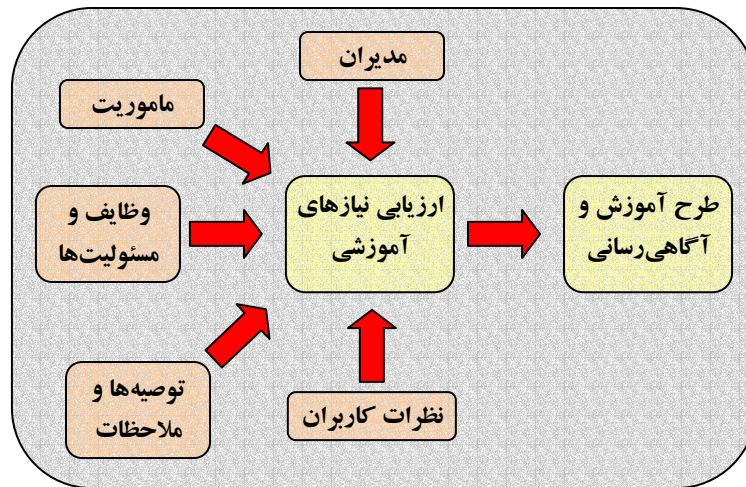 مدیران
ماموریت
وظایف و
مسئولیت‌ها
ارزیابی نیازهای
آموزشی
طرح آموزش و
آگاهی‌رسانی
توصیه‌ها و
ملاحظات
نظرات کاربران